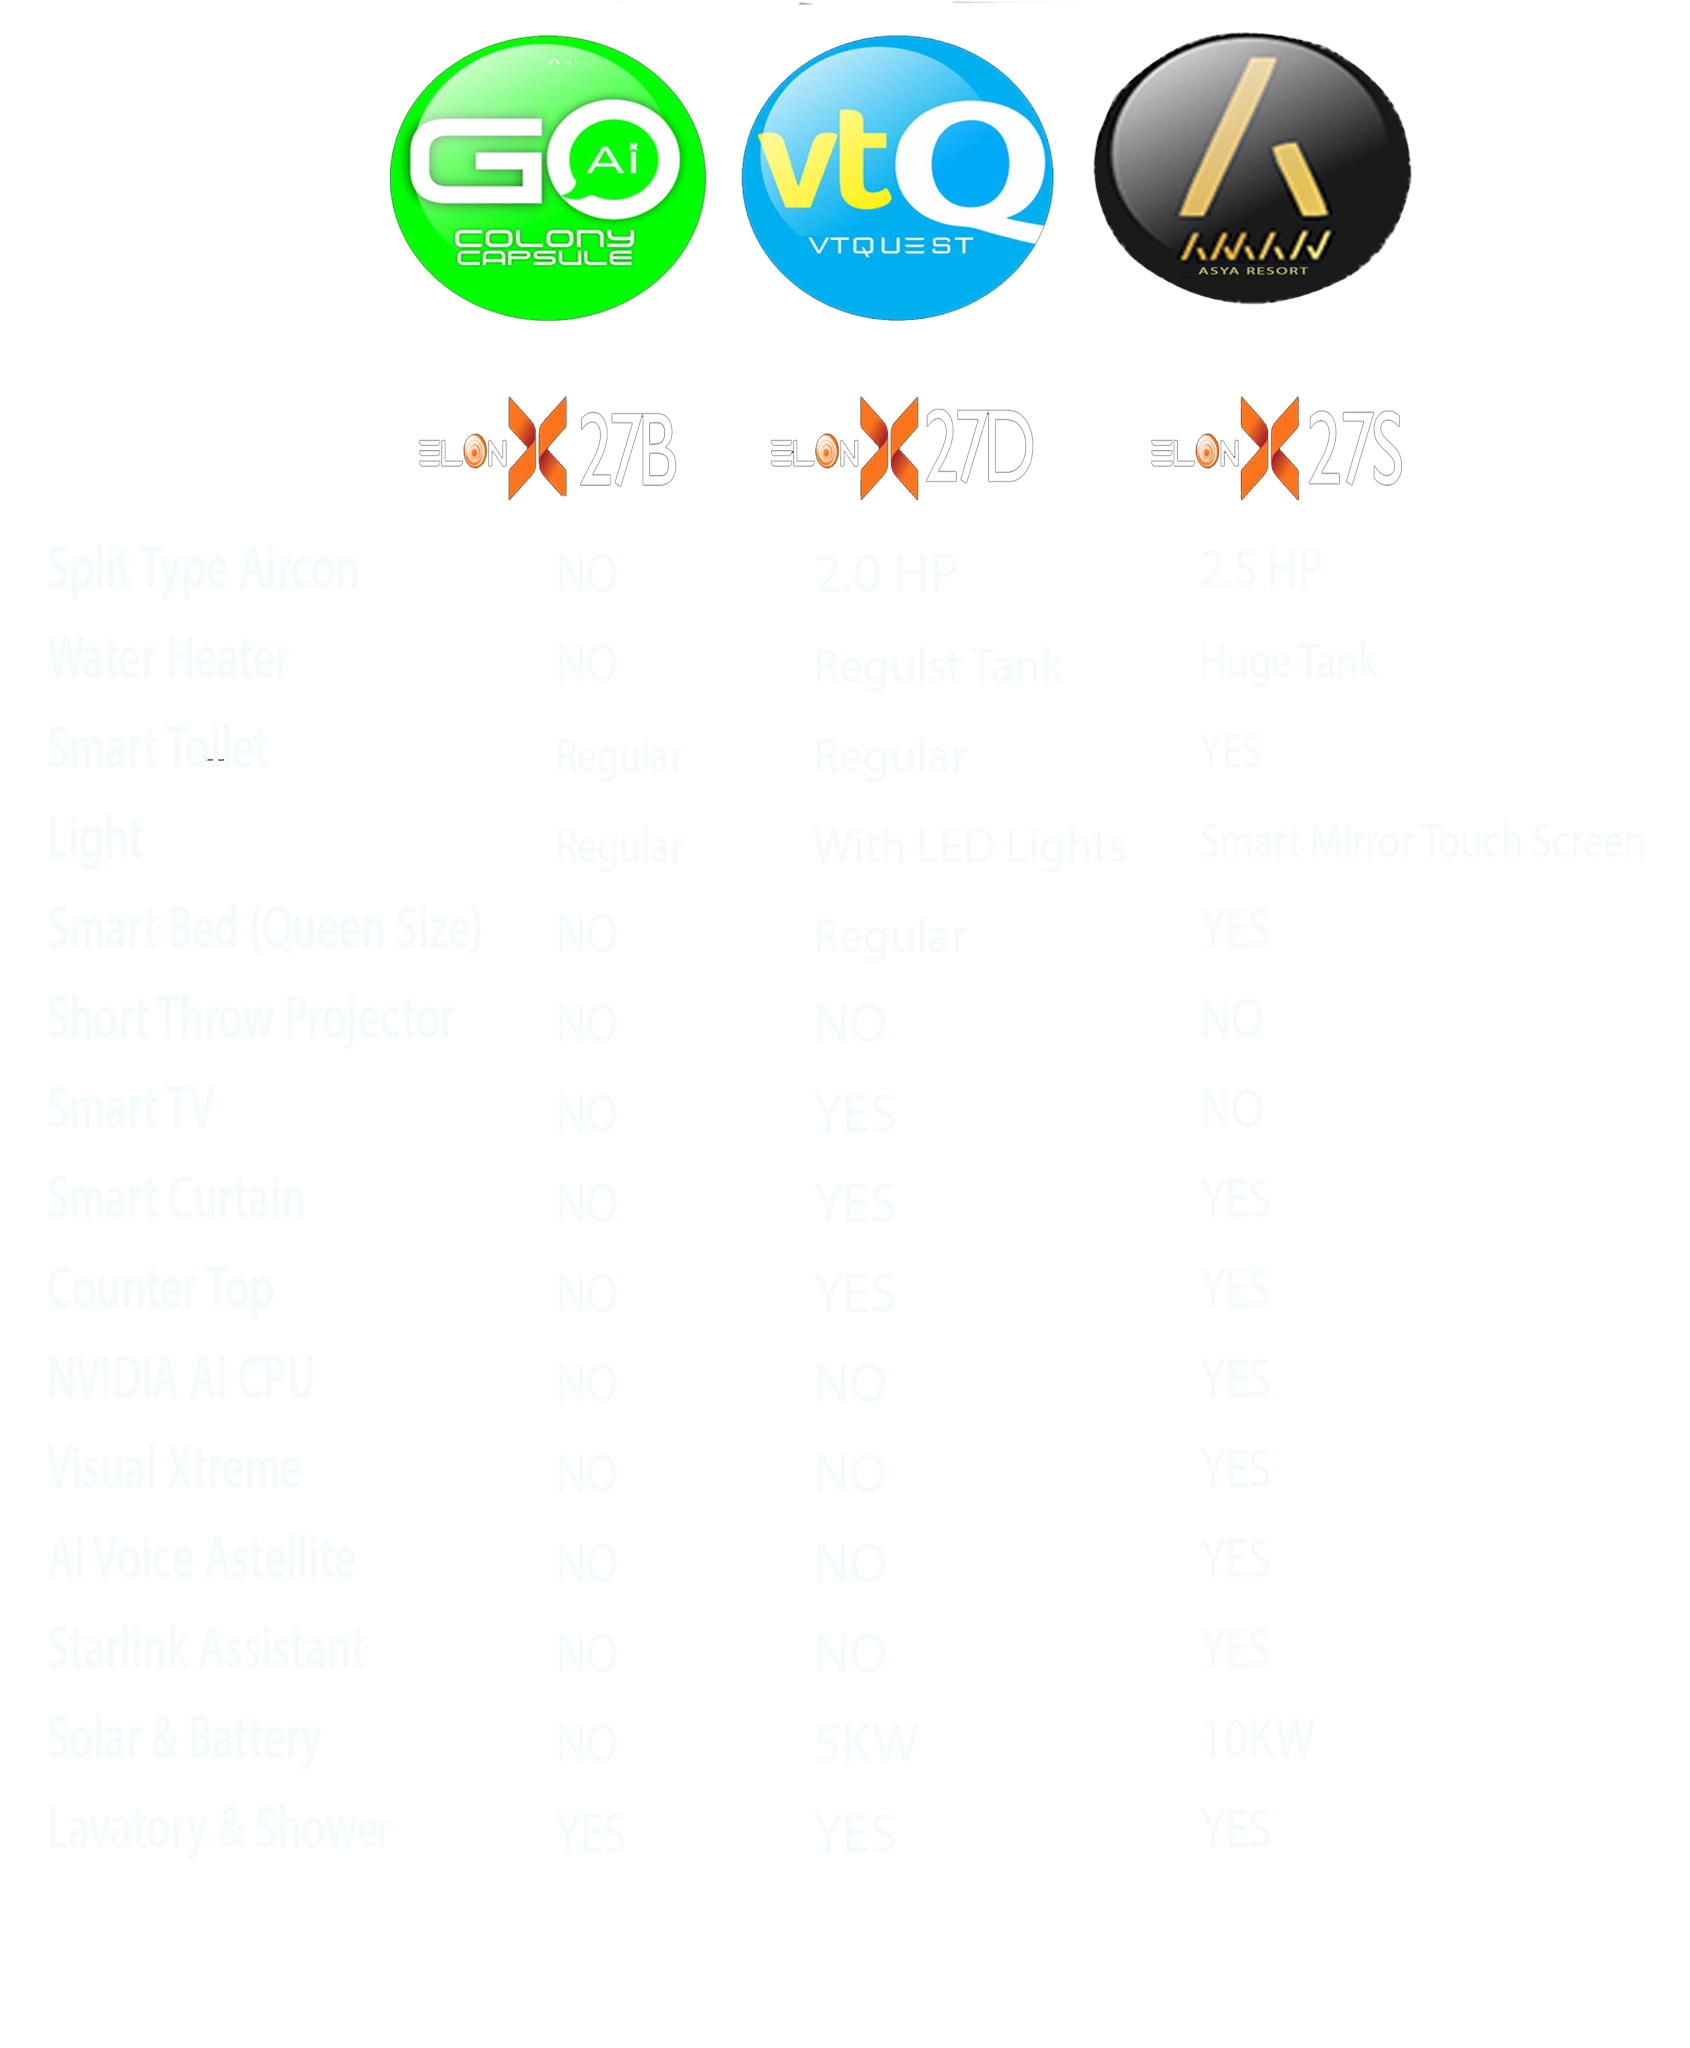 GO Ai
COLONY
CAPSULE
vtQ
VTQUEST
AMAN
ASYA RESORT
ELON X 27B
ELON X 27D
ELON X 27S
Split Type Aircon NO 2.0 HP 2.S HP
Water Heater NO Regulst Tank Huge Tank
Smart Toilet Regular Regular YES
Light Regular With LED Lights Smart Mirror Touch Screen
Smart Bed (Queen Size) NO Regular YES
Short Throw Projector NO NO NO
Smart TV NO YES NO
Smart Curtain NO YES YES
Counter Top NO YES YES
NVIDIA AI CPU NO NO YES
Visual Xtreme NO NO YES
Ai Voice Astellite NO NO YES
Starlink Assistant NO NO YES
Solar & Battery NO 5KW 10KW
Lavatory & Shower YES YES YES